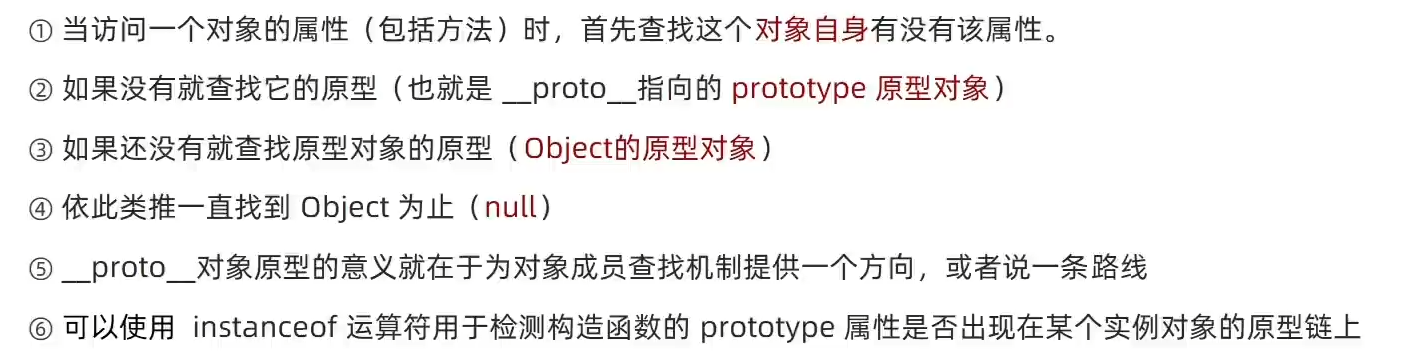 ① 当访问一个对象的属性（包括方法）时，首先查找这个对象自身有没有该属性。
② 如果没有就查找它的原型（也就是 __proto__指向的 prototype 原型对象）
③ 如果还没有就查找原型对象的原型（Object的原型对象）
④ 依此类推一直找到 Object 为止（null）
⑤ __proto__对象原型的意义就在于为对象成员查找机制提供一个方向，或者说一条路线
⑥ 可以使用 instanceof 运算符用于检测构造函数的 prototype 属性是否出现在某个实例对象的原型链上